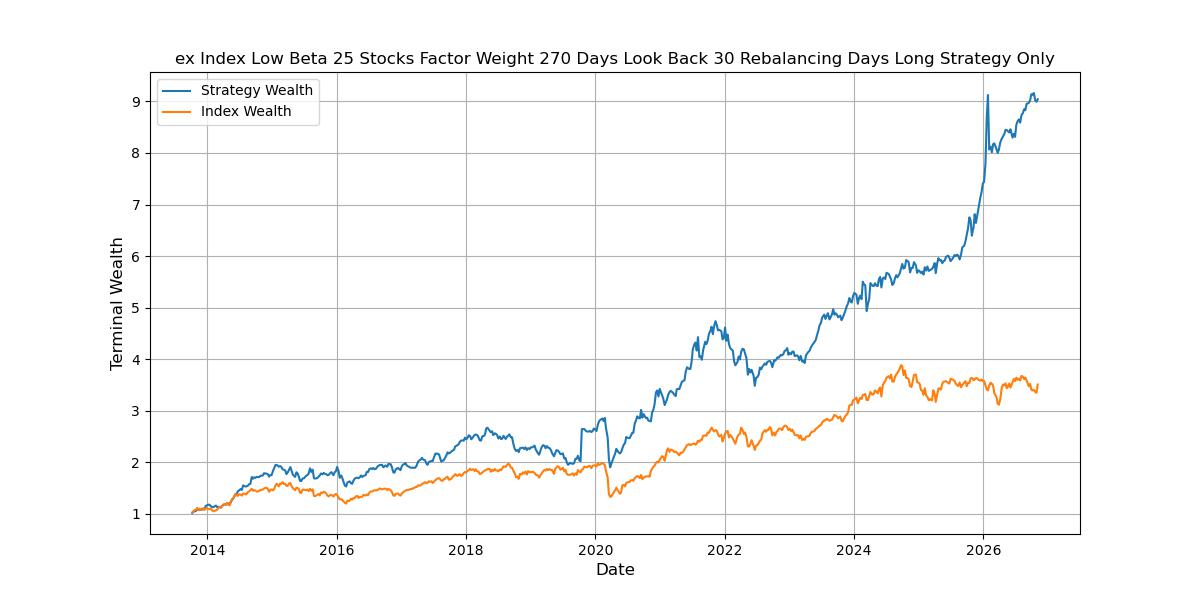 ex Index Low Beta 25 Stocks Factor Weight 270 Days Look Back 30 Rebalancing Days Long Strategy Only
Strategy Wealth
Index Wealth
Terminal Wealth
9
8
7
6
5
4
3
2
1
2014 2016 2018 2020 2022 2024 2026
Date